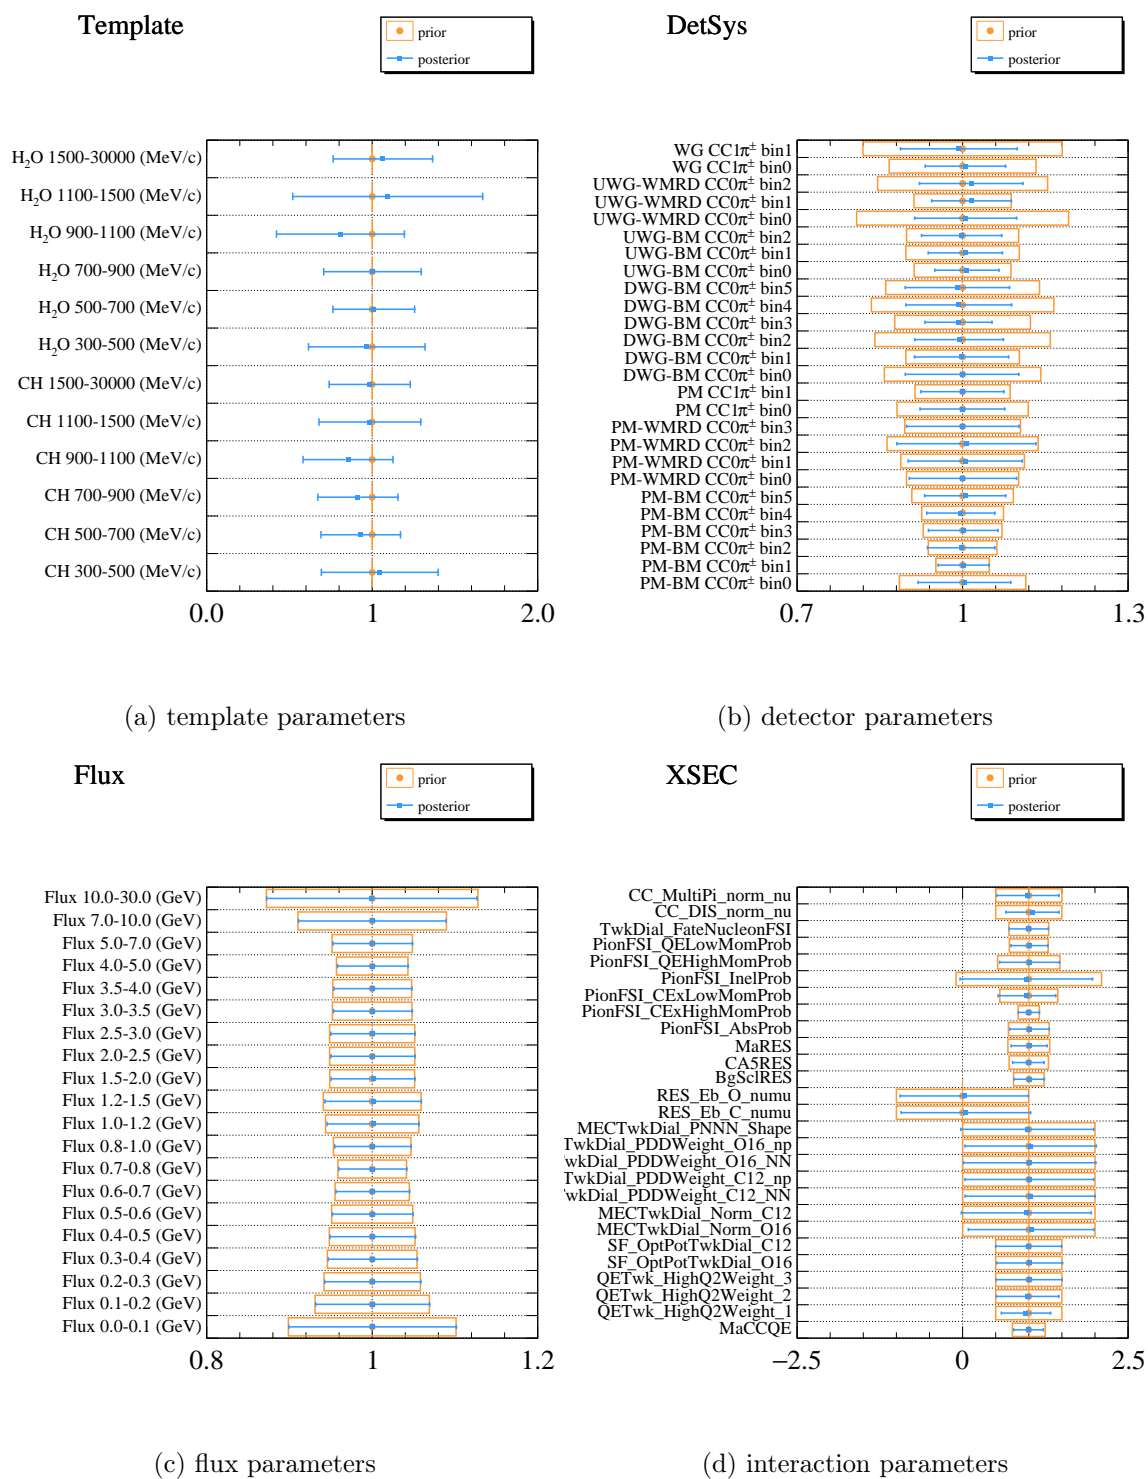 Template
prior
posterior
H₂O 1500-30000 (MeV/c)
H₂O 1100-1500 (MeV/c)
H₂O 900-1100 (MeV/c)
H₂O 700-900 (MeV/c)
H₂O 500-700 (MeV/c)
H₂O 300-500 (MeV/c)
CH 1500-30000 (MeV/c)
CH 1100-1500 (MeV/c)
CH 900-1100 (MeV/c)
CH 700-900 (MeV/c)
CH 500-700 (MeV/c)
CH 300-500 (MeV/c)
0.0 1 2.0
(a) template parameters
DetSys
prior
posterior
WG CC1π± bin1
WG CC1π± bin0
UWG-WMRD CC0π± bin2
UWG-WMRD CC0π± bin1
UWG-WMRD CC0π± bin0
UWG-BM CC0π± bin2
UWG-BM CC0π± bin1
UWG-BM CC0π± bin0
DWG-BM CC0π± bin5
DWG-BM CC0π± bin4
DWG-BM CC0π± bin3
DWG-BM CC0π± bin2
DWG-BM CC0π± bin1
DWG-BM CC0π± bin0
PM CC1π± bin1
PM CC1π± bin0
PM-WMRD CC0π± bin3
PM-WMRD CC0π± bin2
PM-WMRD CC0π± bin1
PM-WMRD CC0π± bin0
PM-BM CC0π± bin5
PM-BM CC0π± bin4
PM-BM CC0π± bin3
PM-BM CC0π± bin2
PM-BM CC0π± bin1
PM-BM CC0π± bin0
0.7 1 1.3
(b) detector parameters
Flux
prior
posterior
Flux 10.0-30.0 (GeV)
Flux 7.0-10.0 (GeV)
Flux 5.0-7.0 (GeV)
Flux 4.0-5.0 (GeV)
Flux 3.5-4.0 (GeV)
Flux 3.0-3.5 (GeV)
Flux 2.5-3.0 (GeV)
Flux 2.0-2.5 (GeV)
Flux 1.5-2.0 (GeV)
Flux 1.2-1.5 (GeV)
Flux 1.0-1.2 (GeV)
Flux 0.8-1.0 (GeV)
Flux 0.7-0.8 (GeV)
Flux 0.6-0.7 (GeV)
Flux 0.5-0.6 (GeV)
Flux 0.4-0.5 (GeV)
Flux 0.3-0.4 (GeV)
Flux 0.2-0.3 (GeV)
Flux 0.1-0.2 (GeV)
Flux 0.0-0.1 (GeV)
0.8 1 1.2
(c) flux parameters
XSEC
prior
posterior
CC_MultiPi_norm_nu
CC_DIS_norm_nu
TwkDial_FateNucleonFSI
PionFSI_QELowMomProb
PionFSI_QEHighMomProb
PionFSI_InelProb
PionFSI_CExLowMomProb
PionFSI_CExHighMomProb
PionFSI_AbsProb
MaRES
CA5RES
BgSclRES
RES_Eb_O_numu
RES_Eb_C_numu
MECTwkDial_PNNN_Shape
TwkDial_PDDWeight_O16_np
wkDial_PDDWeight_O16_NN
TwkDial_PDDWeight_C12_np
wkDial_PDDWeight_C12_NN
MECTwkDial_Norm_C12
MECTwkDial_Norm_O16
SF_OptPotTwkDial_C12
SF_OptPotTwkDial_O16
QETwk_HighQ2Weight_3
QETwk_HighQ2Weight_2
QETwk_HighQ2Weight_1
MaCCQE
−2.5 0 2.5
(d) interaction parameters